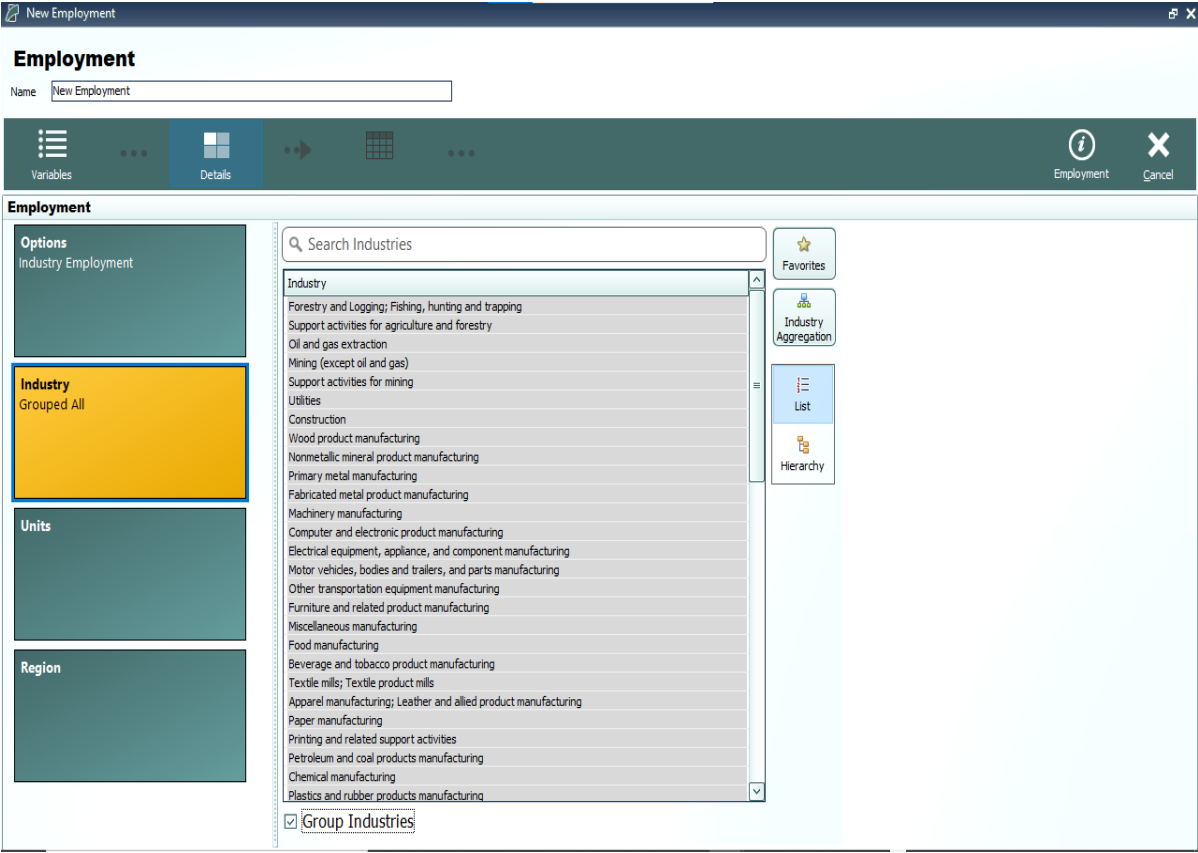 New Employment
Employment
Name New Employment
Variables
Details
Employment
Cancel
Employment
Options
Industry Employment
Industry
Grouped All
Units
Region
Search Industries
Industry
Forestry and Logging; Fishing, hunting and trapping
Support activities for agriculture and forestry
Oil and gas extraction
Mining (except oil and gas)
Support activities for mining
Utilities
Construction
Wood product manufacturing
Nonmetallic mineral product manufacturing
Primary metal manufacturing
Fabricated metal product manufacturing
Machinery manufacturing
Computer and electronic product manufacturing
Electrical equipment, appliance, and component manufacturing
Motor vehicles, bodies and trailers, and parts manufacturing
Other transportation equipment manufacturing
Furniture and related product manufacturing
Miscellaneous manufacturing
Food manufacturing
Beverage and tobacco product manufacturing
Textile mills; Textile product mills
Apparel manufacturing; Leather and allied product manufacturing
Paper manufacturing
Printing and related support activities
Petroleum and coal products manufacturing
Chemical manufacturing
Plastics and rubber products manufacturing
Group Industries
Favorites
Industry
Aggregation
List
Hierarchy